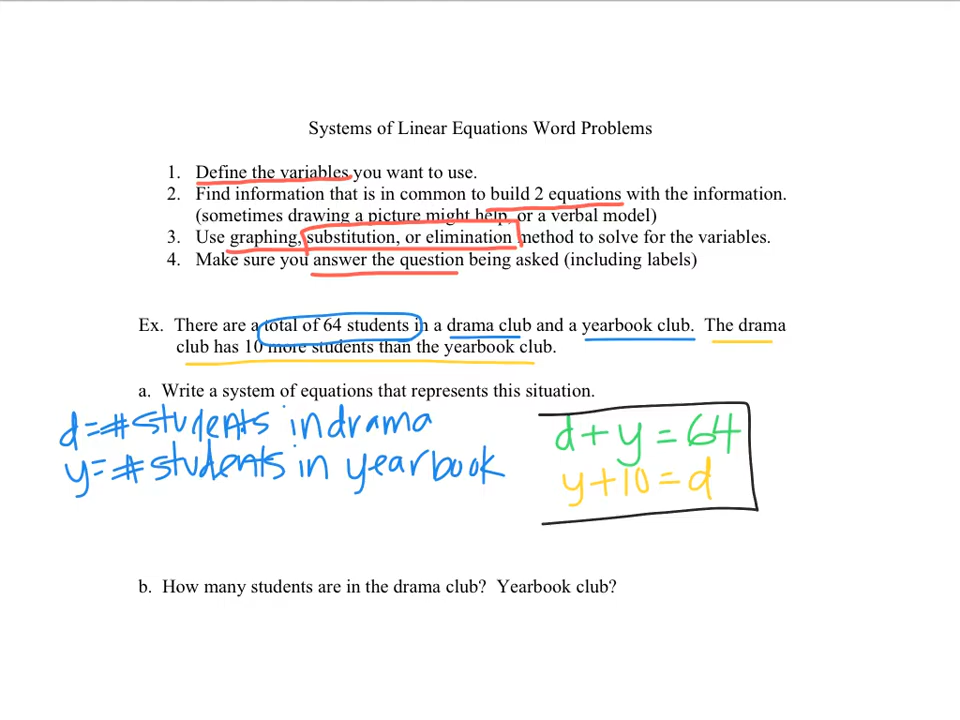 Systems of Linear Equations Word Problems
1. Define the variables you want to use.
2. Find information that is in common to build 2 equations with the information.
(sometimes drawing a picture might help, or a verbal model)
3. Use graphing, substitution, or elimination method to solve for the variables.
4. Make sure you answer the question being asked (including labels)
Ex. There are a total of 64 students in a drama club and a yearbook club. The drama
club has 10 more students than the yearbook club.
a. Write a system of equations that represents this situation.
d=# students in drama
y=# students in yearbook
d+y=64
y+10=d
b. How many students are in the drama club? Yearbook club?